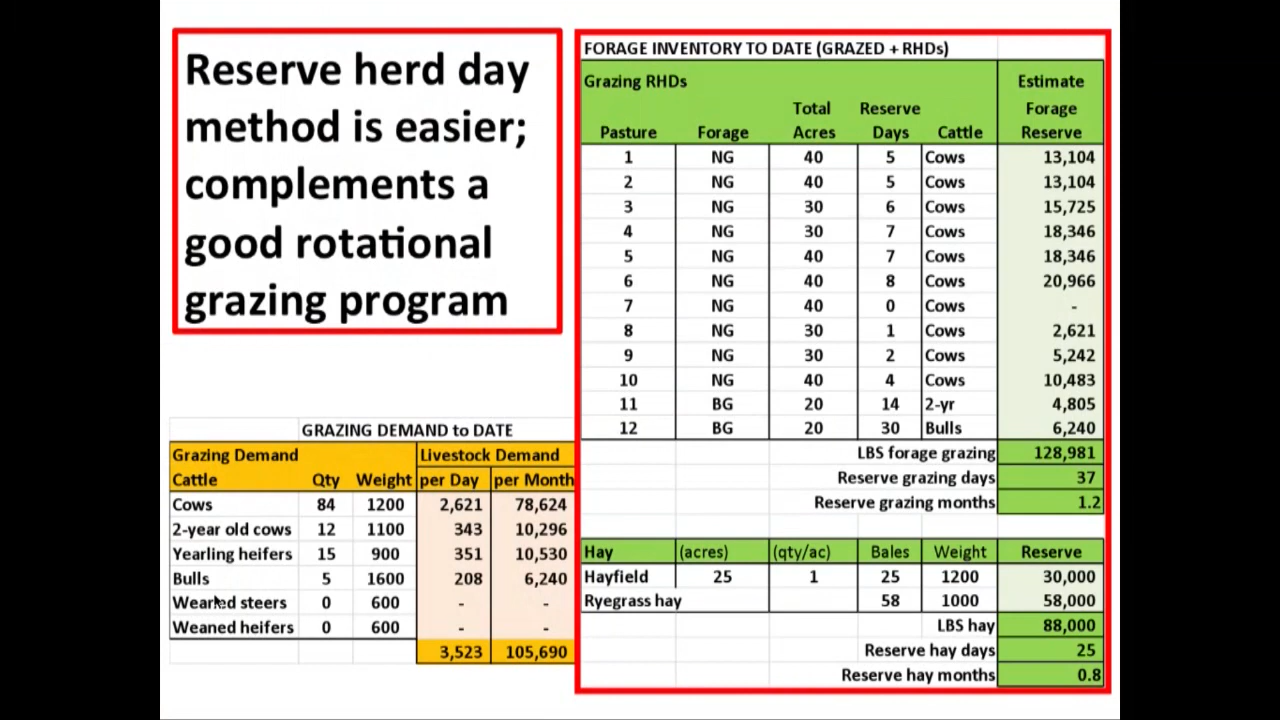 Reserve herd day
method is easier;
complements a
good rotational
grazing program
GRAZING DEMAND to DATE
Grazing Demand Livestock Demand
Cattle Qty Weight per Day per Month
Cows 84 1200 2,621 78,624
2-year old cows 12 1100 343 10,296
Yearling heifers 15 900 351 10,530
Bulls 5 1600 208 6,240
Weaned steers 0 600 - -
Weaned heifers 0 600 - -
3,523 105,690
FORAGE INVENTORY TO DATE (GRAZED + RHDs)
Grazing RHDs Estimate
Total Reserve Forage
Pasture Forage Acres Days Cattle Reserve
1 NG 40 5 Cows 13,104
2 NG 40 5 Cows 13,104
3 NG 30 6 Cows 15,725
4 NG 30 7 Cows 18,346
5 NG 40 7 Cows 18,346
6 NG 40 8 Cows 20,966
7 NG 40 0 Cows -
8 NG 30 1 Cows 2,621
9 NG 30 2 Cows 5,242
10 NG 40 4 Cows 10,483
11 BG 20 14 2-yr 4,805
12 BG 20 30 Bulls 6,240
LBS forage grazing 128,981
Reserve grazing days 37
Reserve grazing months 1.2
Hay (acres) (qty/ac) Bales Weight Reserve
Hayfield 25 1 25 1200 30,000
Ryegrass hay 58 1000 58,000
LBS hay 88,000
Reserve hay days 25
Reserve hay months 0.8